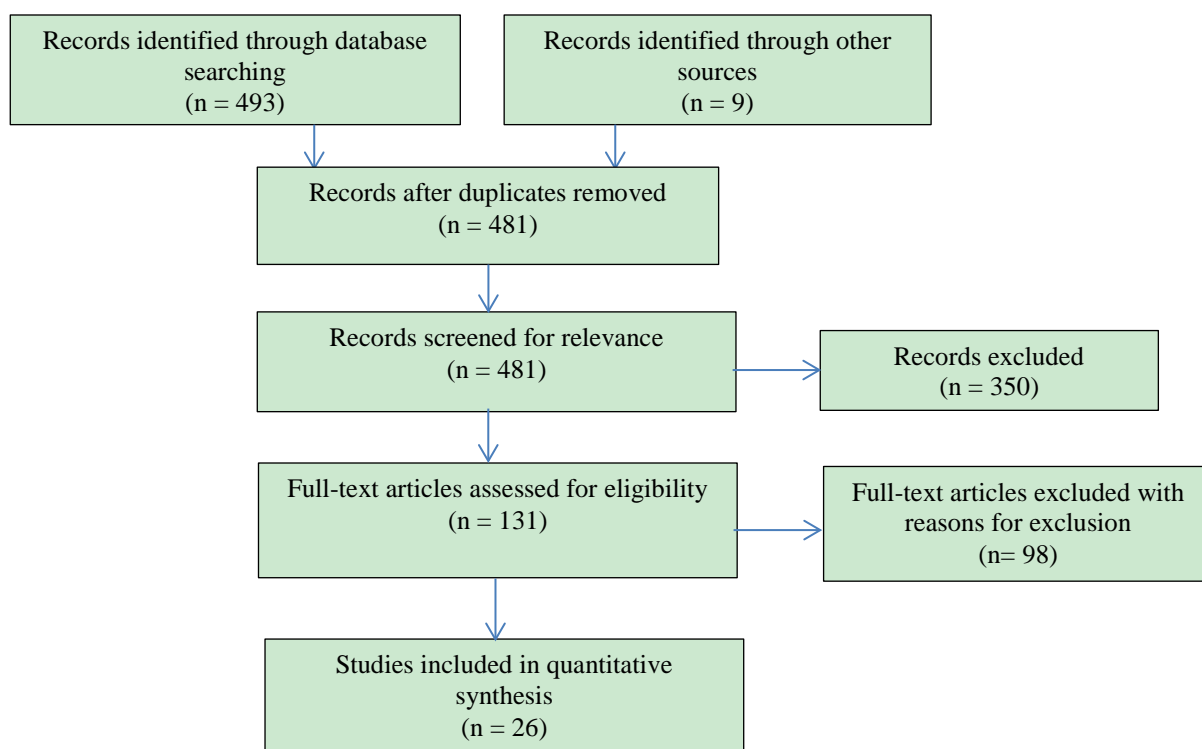 Records identified through database
searching
(n = 493)
Records identified through other
sources
(n = 9)
Records after duplicates removed
(n = 481)
Records screened for relevance
(n = 481)
Records excluded
(n = 350)
Full-text articles assessed for eligibility
(n = 131)
Full-text articles excluded with
reasons for exclusion
(n= 98)
Studies included in quantitative
synthesis
(n = 26)